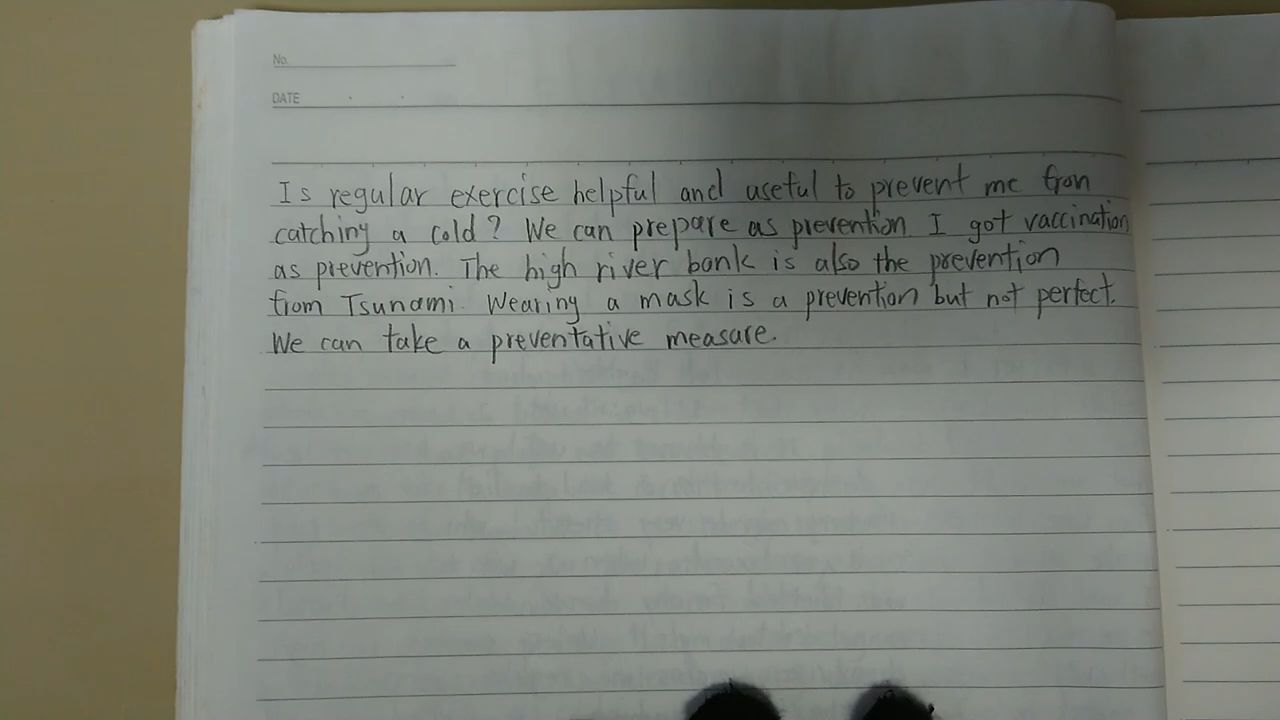 No.
DATE
Is regular exercise helpful and useful to prevent me from
catching a cold? We can prepare as prevention. I got vaccination
as prevention. The high river bank is also the prevention
from Tsunami. Wearing a mask is a prevention but not perfect.
We can take a preventative measure.